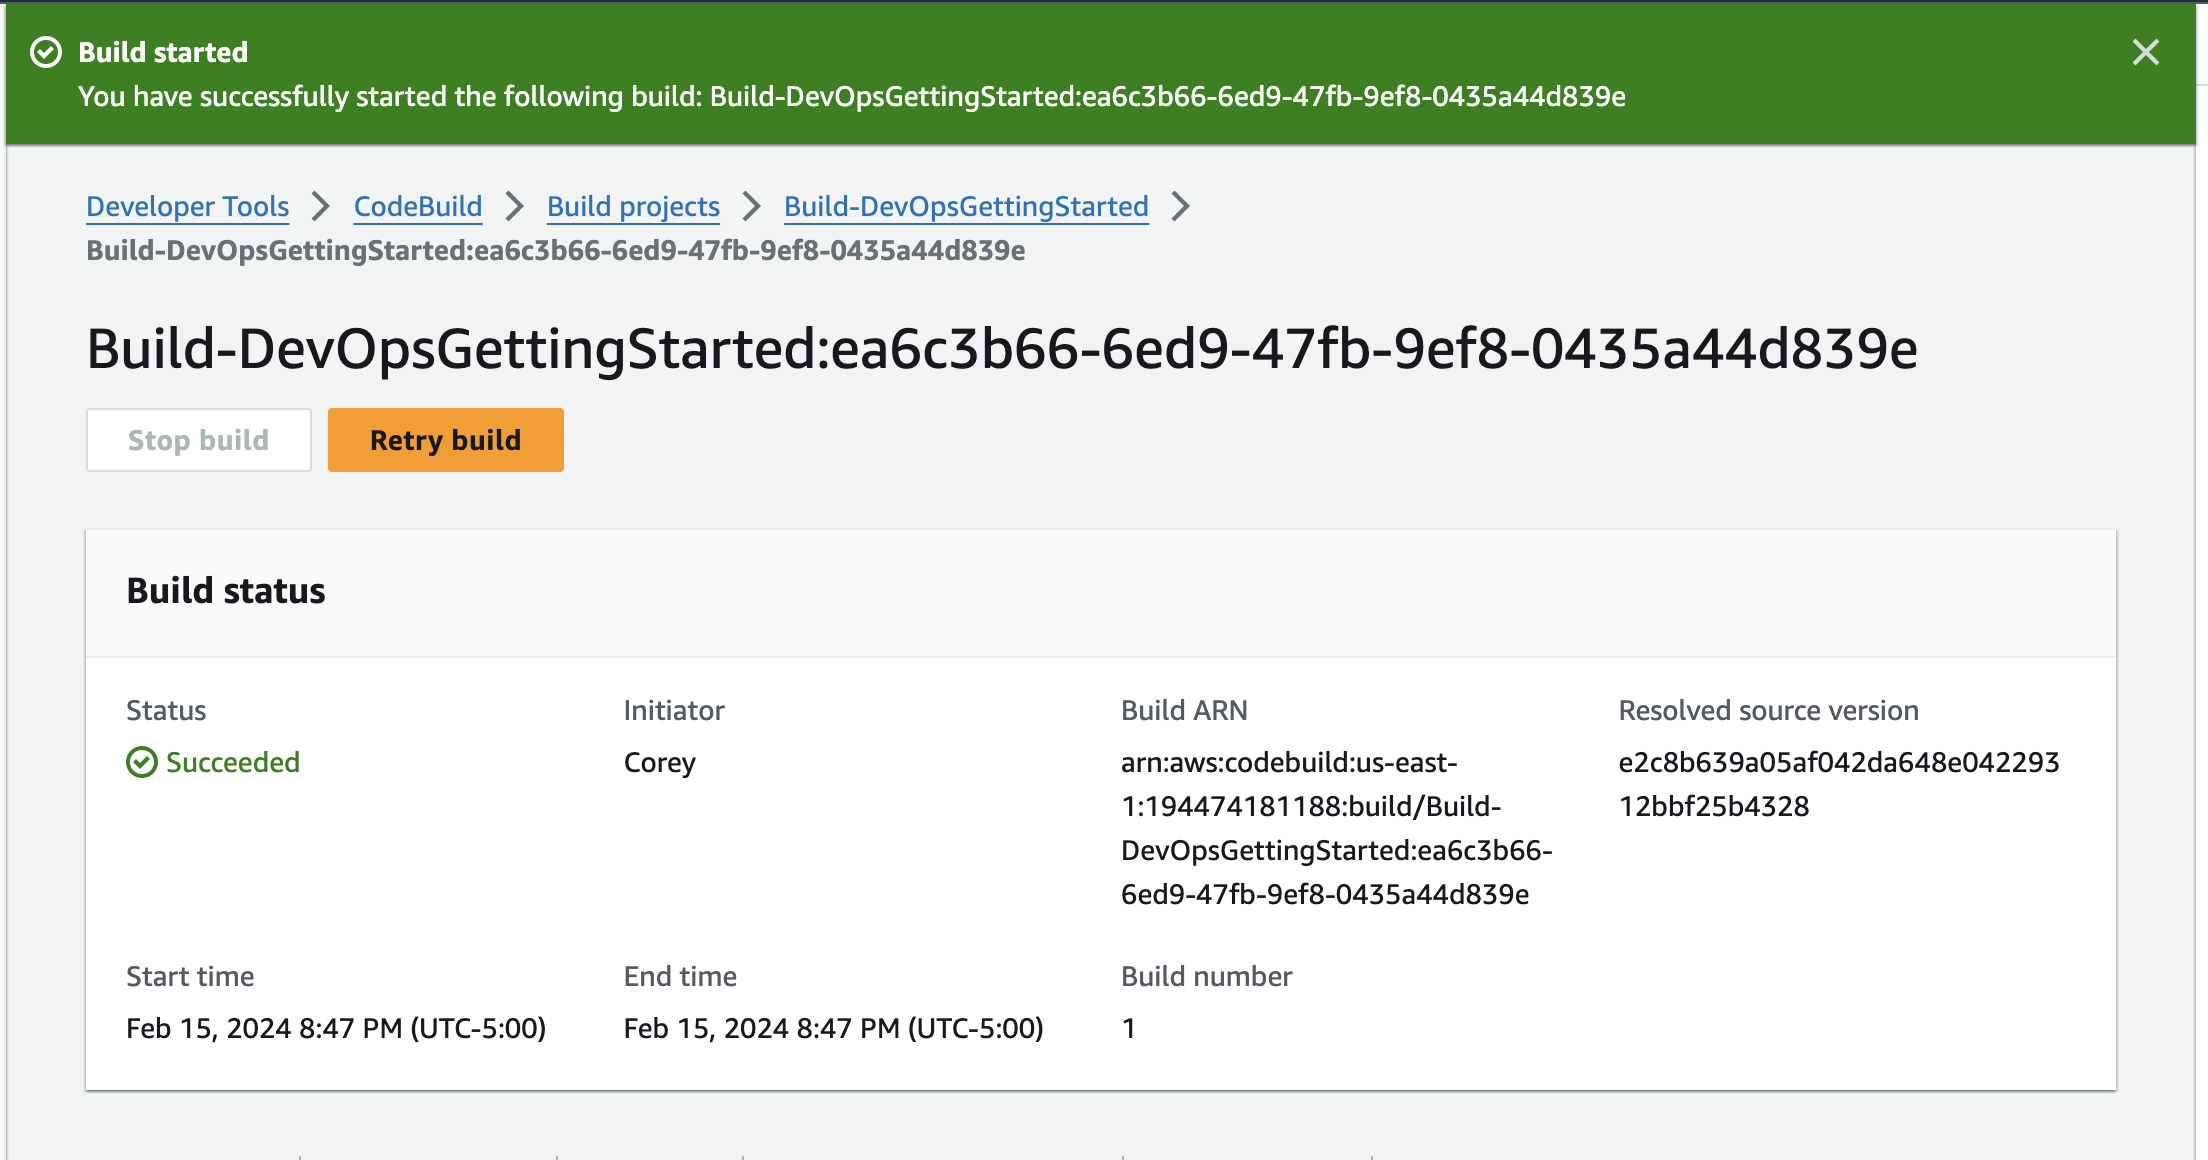 Build started
You have successfully started the following build: Build-DevOpsGettingStarted:ea6c3b66-6ed9-47fb-9ef8-0435a44d839e
Developer Tools > CodeBuild > Build projects > Build-DevOpsGettingStarted >
Build-DevOpsGettingStarted:ea6c3b66-6ed9-47fb-9ef8-0435a44d839e
Build-DevOpsGettingStarted:ea6c3b66-6ed9-47fb-9ef8-0435a44d839e
Stop build
Retry build
Build status
Status
Succeeded
Initiator
Corey
Build ARN
arn:aws:codebuild:us-east-
1:194474181188:build/Build-
DevOpsGettingStarted:ea6c3b66-
6ed9-47fb-9ef8-0435a44d839e
Resolved source version
e2c8b639a05af042da648e042293
12bbf25b4328
Start time
Feb 15, 2024 8:47 PM (UTC-5:00)
End time
Feb 15, 2024 8:47 PM (UTC-5:00)
Build number
1